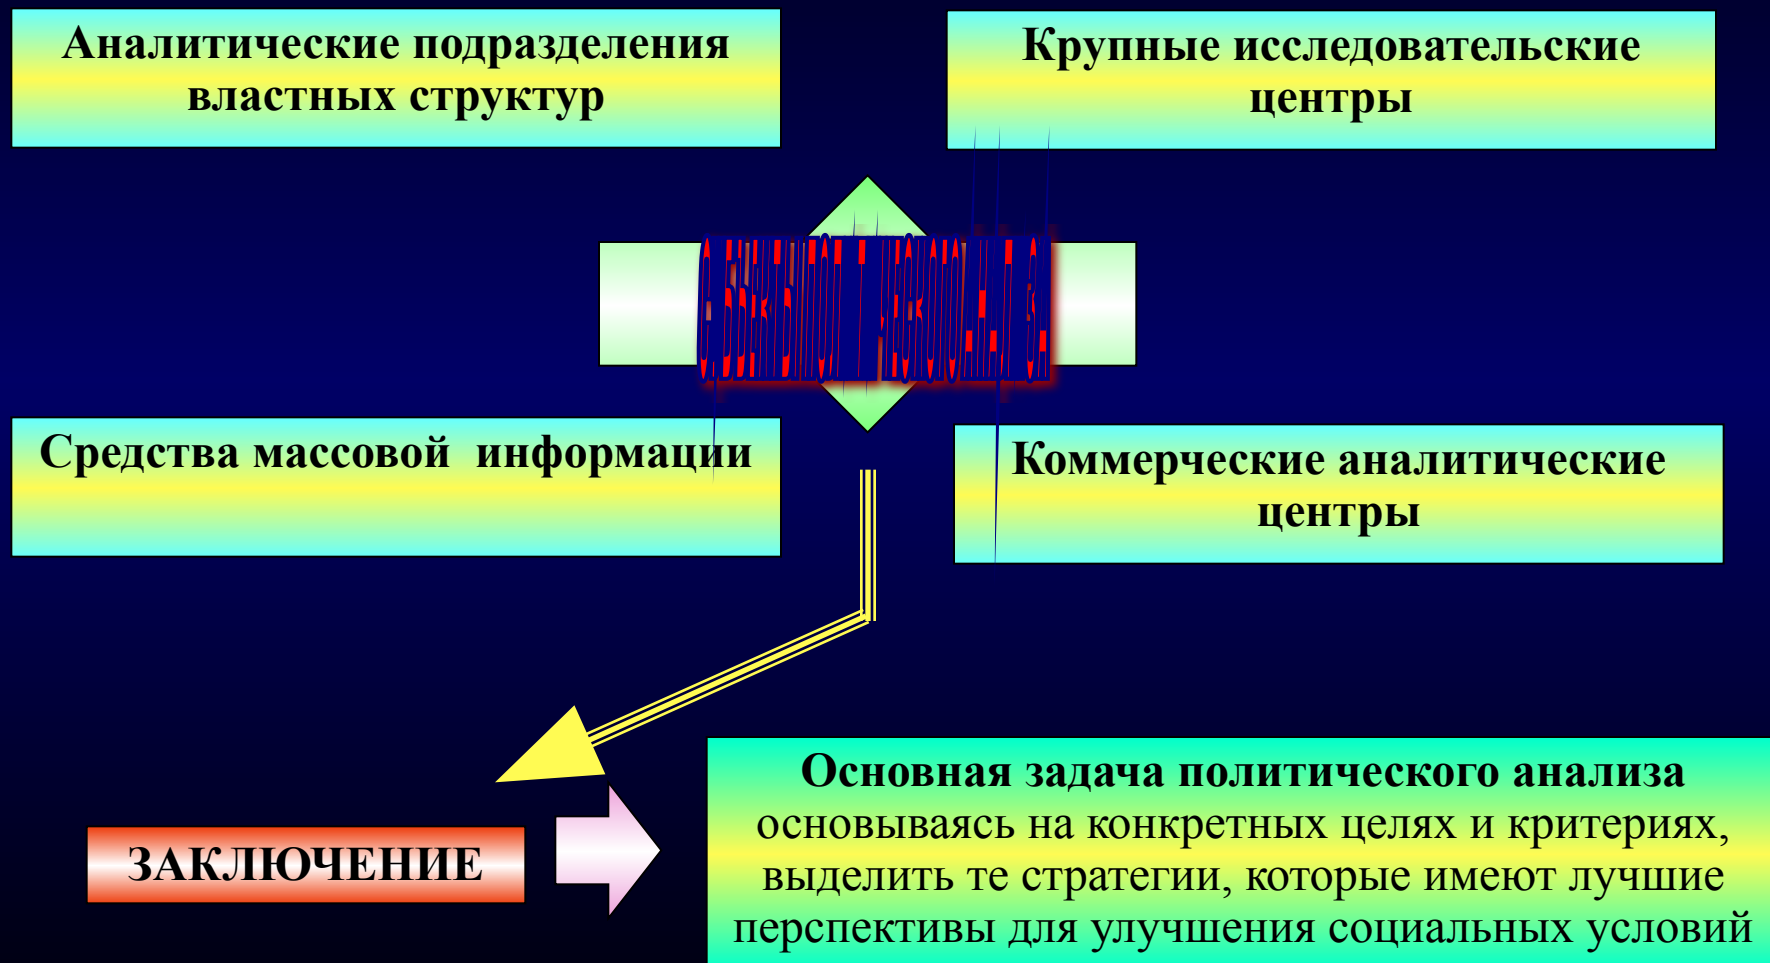 Аналитические подразделения
властных структур
Крупные исследовательские
центры
Средства массовой информации
Коммерческие аналитические
центры
ЗАКЛЮЧЕНИЕ
Основная задача политического анализа
основываясь на конкретных целях и критериях,
выделить те стратегии, которые имеют лучшие
перспективы для улучшения социальных условий